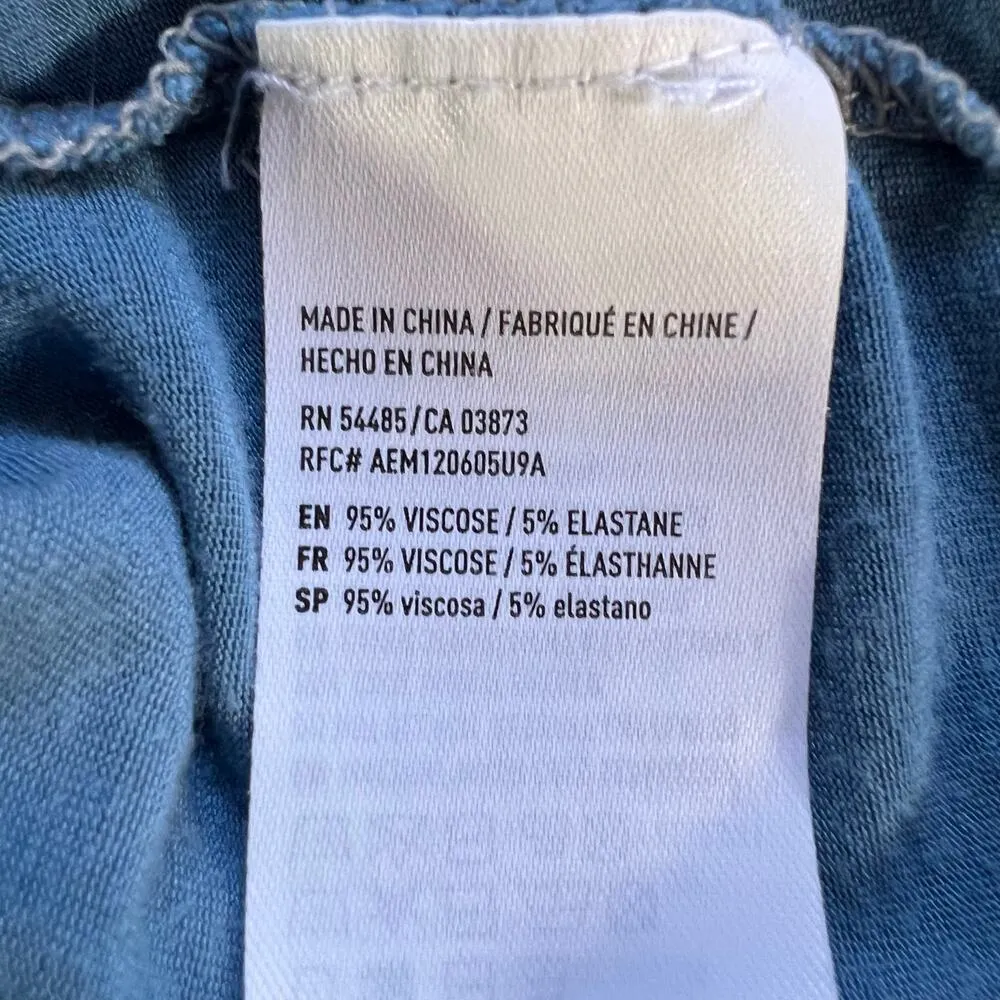 MADE IN CHINA / FABRIQUÉ EN CHINE /
HECHO EN CHINA
RN 54485/CA 03873
RFC# AEM120605U9A
EN 95% VISCOSE / 5% ELASTANE
FR 95% VISCOSE / 5% ÉLASTHANNE
SP 95% viscosa / 5% elastano